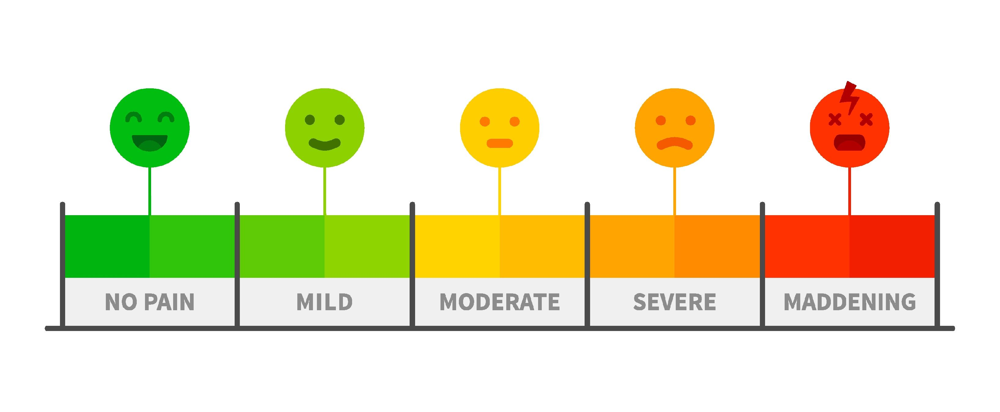 NO PAIN
MILD
MODERATE
SEVERE
MADDENING